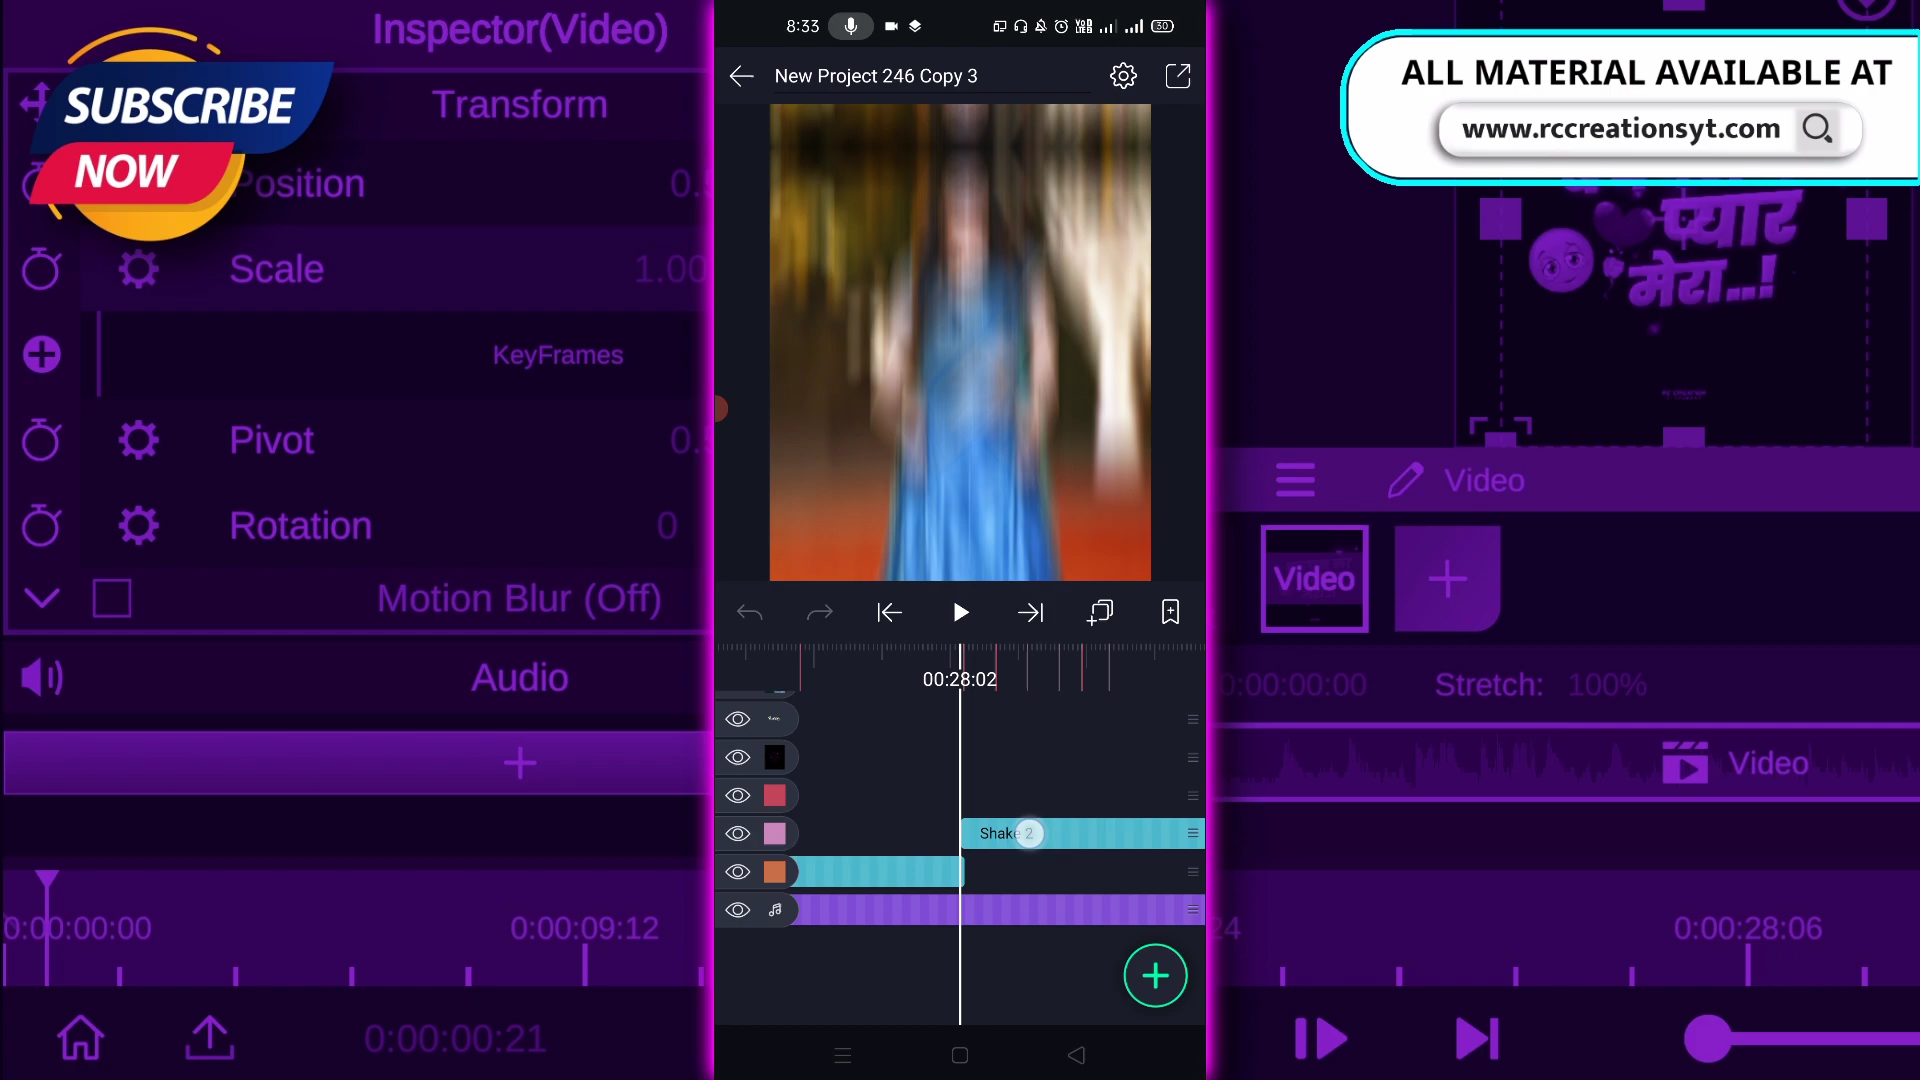 Inspector(Video)
SUBSCRIBE
NOW
Transform
Position
Scale
1.00
KeyFrames
Pivot
Rotation
0
Motion Blur (Off)
Audio
0:00:00:00
0:00:09:12
0:00:00:21
8:33
30
New Project 246 Copy 3
00:28:02
Shake 2
ALL MATERIAL AVAILABLE AT
www.rccreationsyt.com
प्यार
मेरा...!
Video
Video
0:00:00:00
Stretch: 100%
Video
24
0:00:28:06